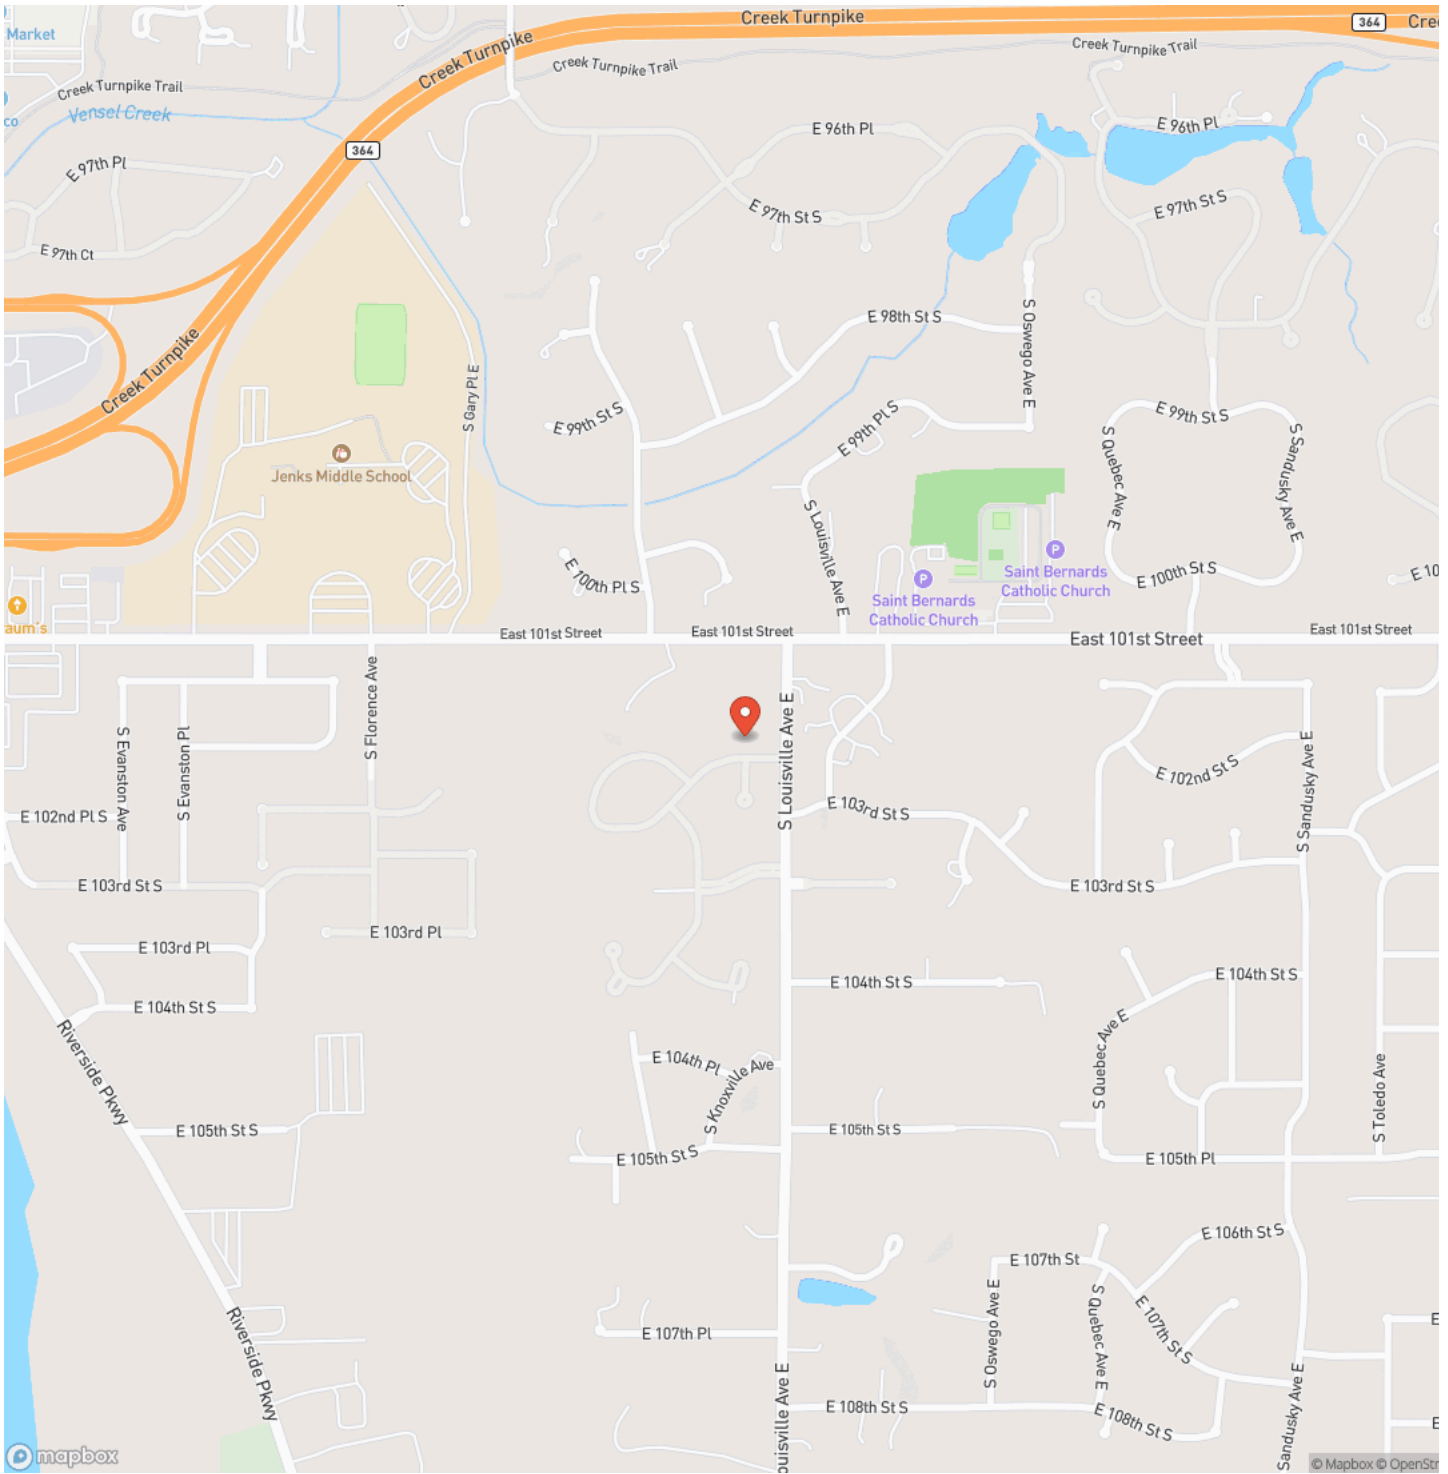 Creek Turnpike
364
Cree
Market
Creek Turnpike
Creek Turnpike Trail
Creek Turnpike Trail
Creek Turnpike Trail
Vensel Creek
co
E 96th Pl
E 96th Pl
364
E 97th Pl
E 97th St S
E 97th St S
E 97th Ct
E 98th St S
S Oswego Ave E
Creek Turnpike
S Gary Pl E
E 99th St S
E 99th Pl S
E 99th St S
S Quebec Ave E
S Sandusky Ave E
Jenks Middle School
S Louisville Ave E
P
Saint Bernards
Catholic Church
P
Saint Bernards
Catholic Church
E 100th Pl S
E 100th St S
E 10
aum's
East 101st Street
East 101st Street
East 101st Street
East 101st Street
S Florence Ave
S Evanston Ave
S Evanston Pl
S Louisville Ave E
E 102nd St S
S Sandusky Ave E
E 102nd Pl S
E 103rd St S
E 103rd St S
E 103rd St S
E 103rd Pl
E 103rd Pl
E 104th St S
E 104th St S
E 104th St S
Riverside Pkwy
E 104th Pl
S Knoxville Ave
S Quebec Ave E
S Toledo Ave
E 105th St S
E 105th St S
E 105th St S
E 105th Pl
E 106th St S
E 107th St
S Oswego Ave E
S Quebec Ave E
E 107th St S
Riverside Pkwy
E 107th Pl
E
ouisville Ave E
E 108th St S
E 108th St S
Sandusky Ave E
E
mapbox
© Mapbox © OpenStr